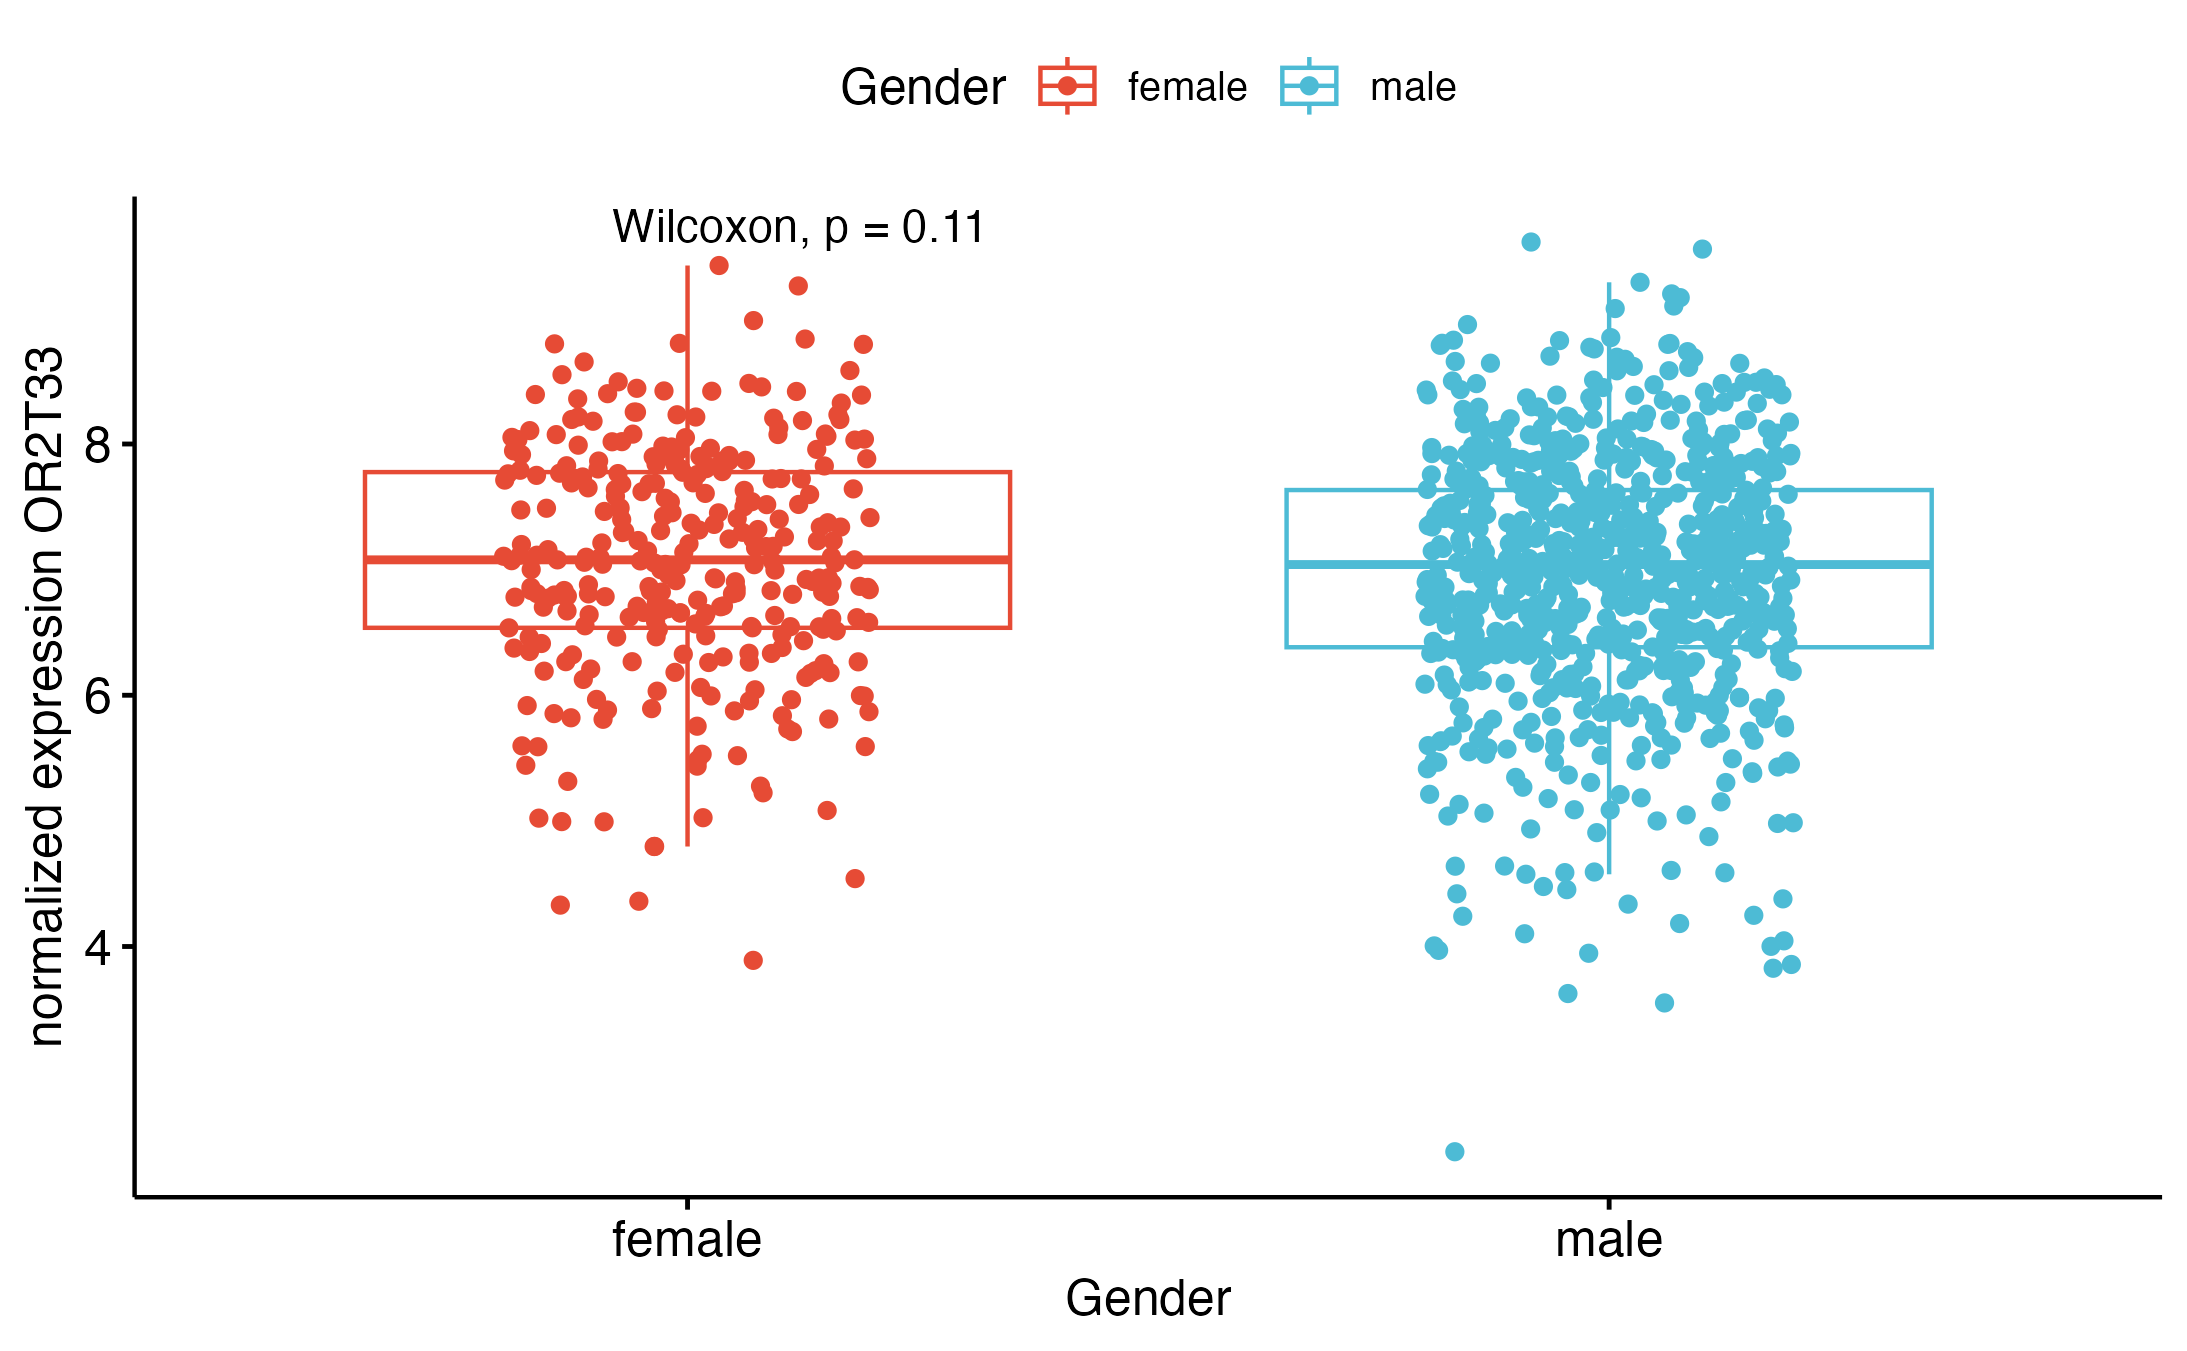 Gender female male
Wilcoxon, p = 0.11
normalized expression OR2T33
8
6
4
female male
Gender